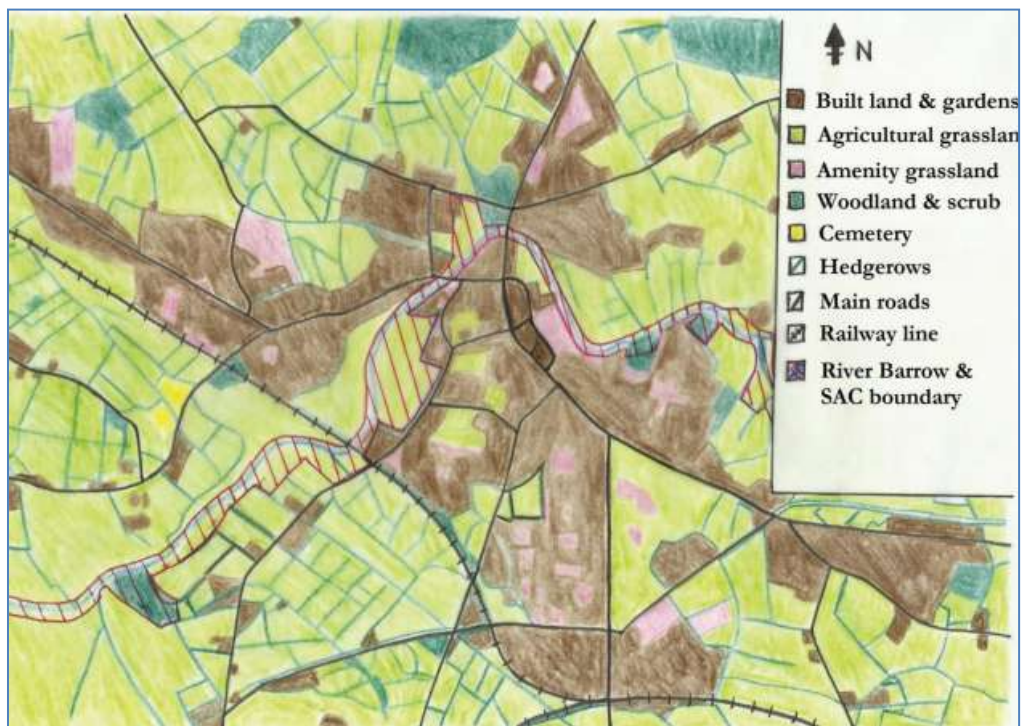 N
Built land & gardens
Agricultural grasslan
Amenity grassland
Woodland & scrub
Cemetery
Hedgerows
Main roads
Railway line
River Barrow &
SAC boundary